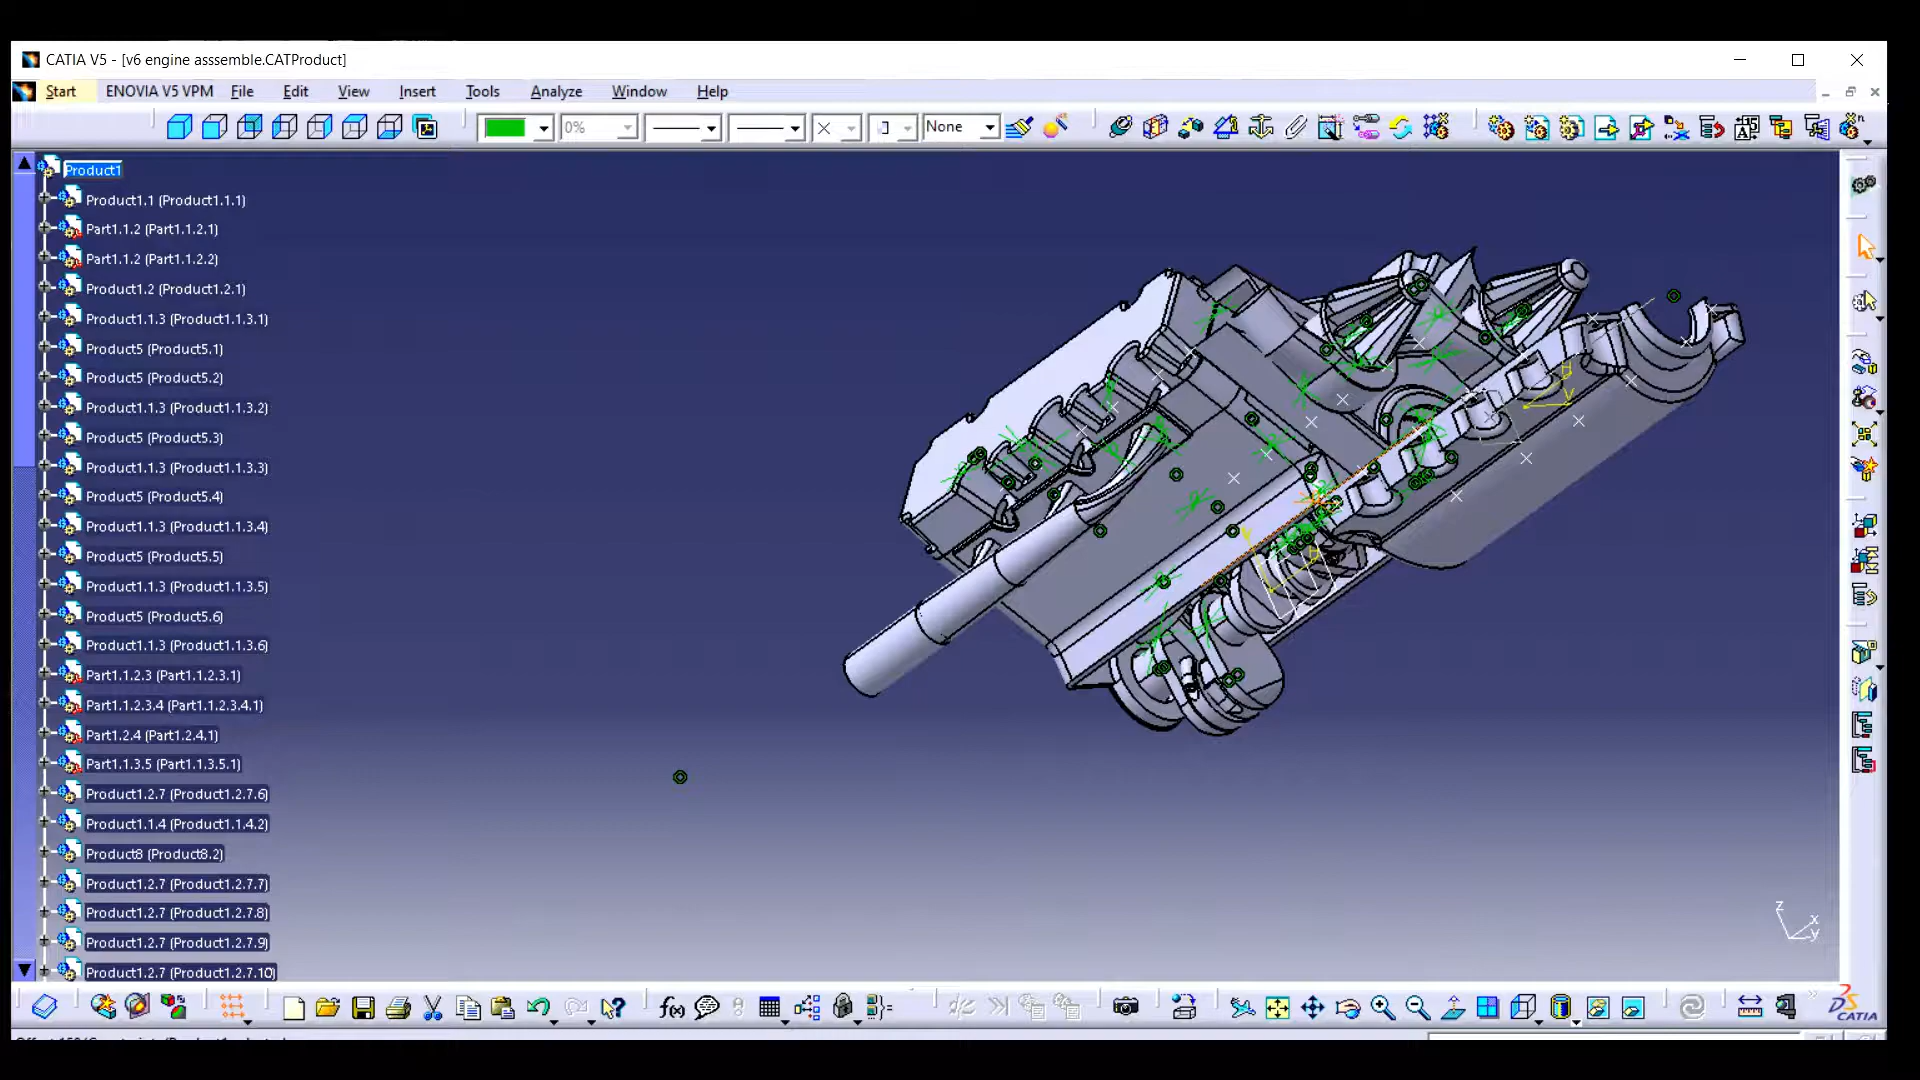 CATIA V5 - [v6 engine asssemble.CATProduct]
Start ENOVIA V5 VPM File Edit View Insert Tools Analyze Window Help
0% None
Product1
Product1.1 (Product1.1.1)
Part1.1.2 (Part1.1.2.1)
Part1.1.2 (Part1.1.2.2)
Product1.2 (Product1.2.1)
Product1.1.3 (Product1.1.3.1)
Product5 (Product5.1)
Product5 (Product5.2)
Product1.1.3 (Product1.1.3.2)
Product5 (Product5.3)
Product1.1.3 (Product1.1.3.3)
Product5 (Product5.4)
Product1.1.3 (Product1.1.3.4)
Product5 (Product5.5)
Product1.1.3 (Product1.1.3.5)
Product5 (Product5.6)
Product1.1.3 (Product1.1.3.6)
Part1.1.2.3 (Part1.1.2.3.1)
Part1.1.2.3.4 (Part1.1.2.3.4.1)
Part1.2.4 (Part1.2.4.1)
Part1.1.3.5 (Part1.1.3.5.1)
Product1.2.7 (Product1.2.7.6)
Product1.1.4 (Product1.1.4.2)
Product8 (Product8.2)
Product1.2.7 (Product1.2.7.7)
Product1.2.7 (Product1.2.7.8)
Product1.2.7 (Product1.2.7.9)
Product1.2.7 (Product1.2.7.10)
z
x
y
f(x)
CATIA